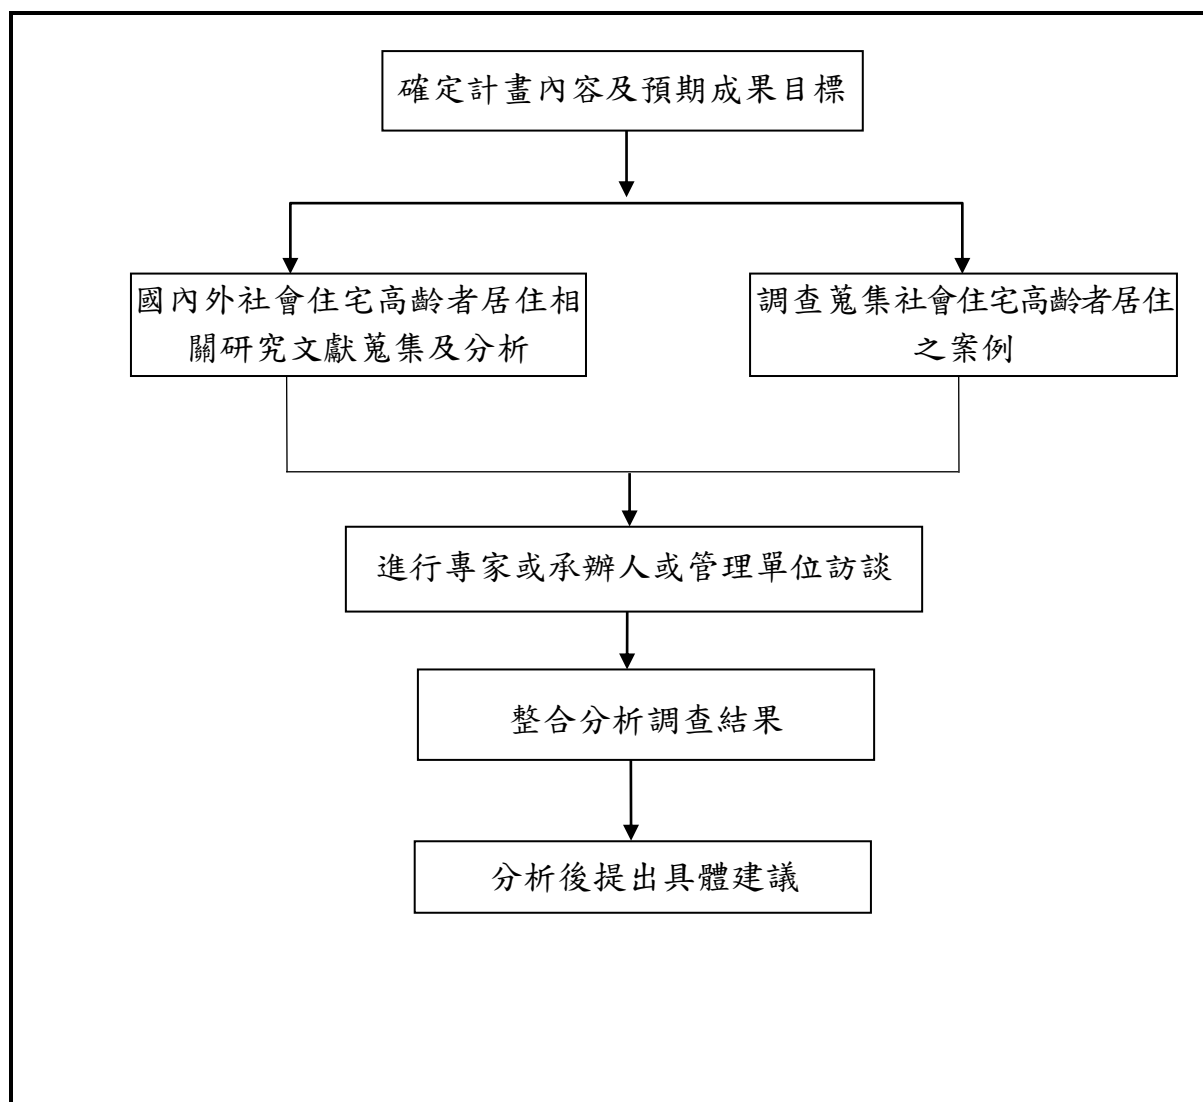 確定計畫內容及預期成果目標
國內外社會住宅高齡者居住相
關研究文獻蒐集及分析
調查蒐集社會住宅高齡者居住
之案例
進行專家或承辦人或管理單位訪談
整合分析調查結果
分析後提出具體建議